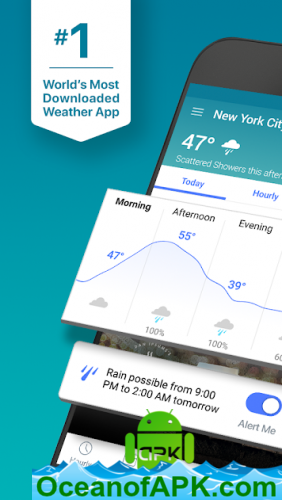 #1
World's Most
Downloaded
Weather App
New York City
47°
Scattered Showers this after
Today
Hourly
Morning
Afternoon
Evening
47°
55°
39°
100%
100%
Rain possible from 9:00
PM to 2:00 AM tomorrow
Alert Me
APK
OceanofAPK.com